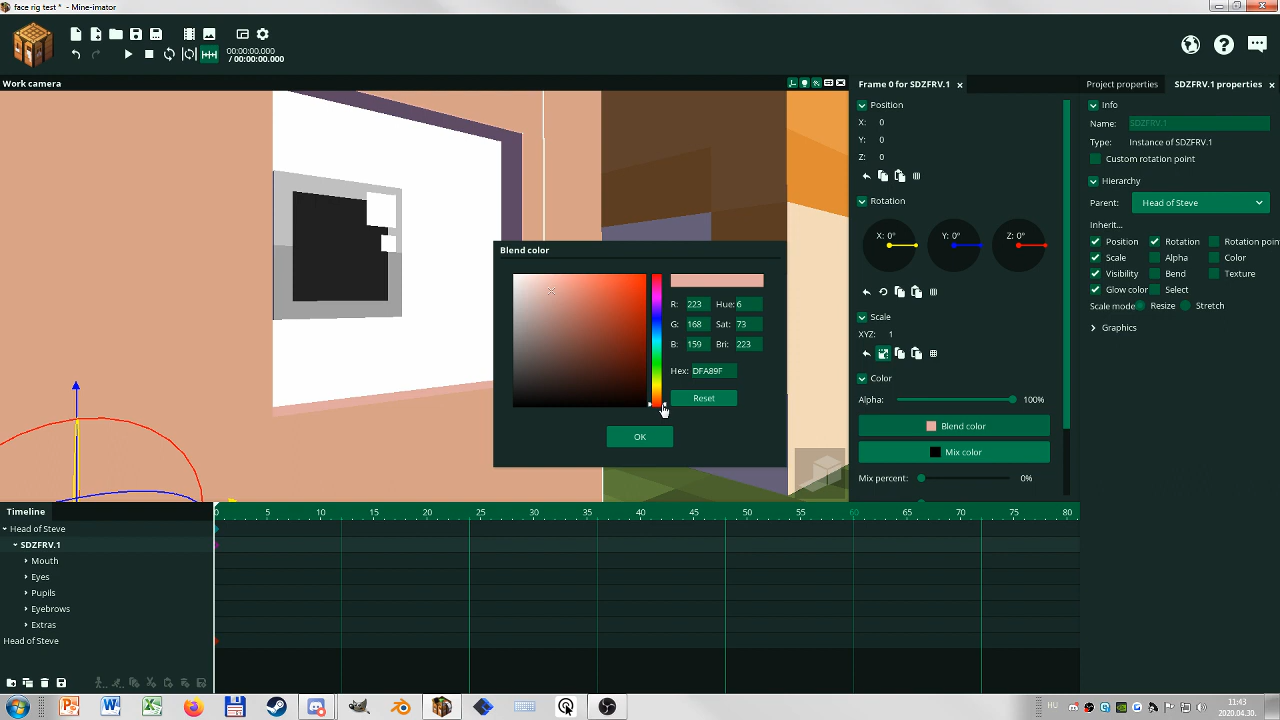 face rig test * - Mine-imator
00:00:00.000
/ 00:00:00.000
Work camera
Frame 0 for SDZFRV.1
Position
X: 0
Y: 0
Z: 0
Rotation
X: 0°
Y: 0°
Z: 0°
Scale
XYZ: 1
Color
Alpha:
100%
Blend color
Mix color
Mix percent:
0%
Project properties
SDZFRV.1 properties
Info
Name: SDZFRV.1
Type: Instance of SDZFRV.1
Custom rotation point
Hierarchy
Parent: Head of Steve
Inherit...
Position Rotation Rotation poin
Scale Alpha Color
Visibility Bend Texture
Glow color Select
Scale mode Resize Stretch
Graphics
Blend color
R: 223 Hue: 6
G: 168 Sat: 73
B: 159 Bri: 223
Hex: DFA89F
Reset
OK
Timeline
0 5 10 15 20 25 30 35 40 45 50 55 60 65 70 75 80
Head of Steve
SDZFRV.1
Mouth
Eyes
Pupils
Eyebrows
Extras
Head of Steve
HU
11:43
2020.04.30.